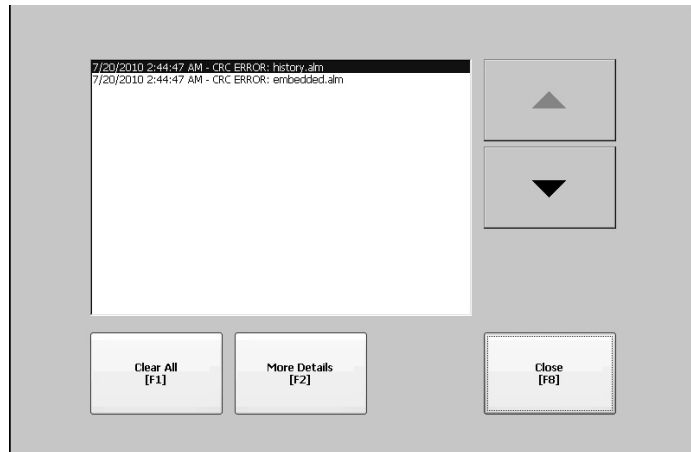 7/20/2010 2:44:47 AM - CRC ERROR: history.alm
7/20/2010 2:44:47 AM - CRC ERROR: embedded.alm
Clear All
[F1]
More Details
[F2]
Close
[F8]